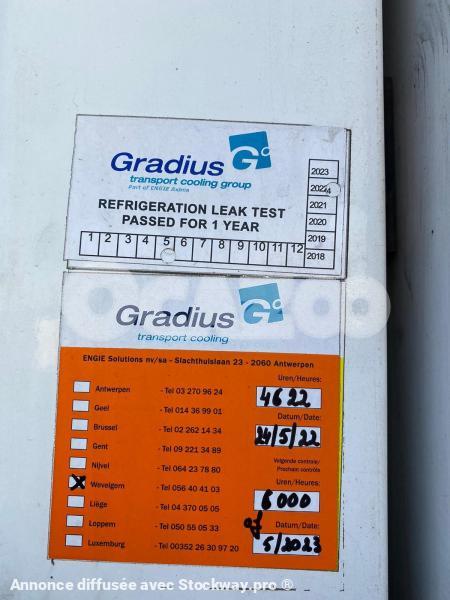 Gradius G°
transport cooling group
Part of ENGIE Axima
REFRIGERATION LEAK TEST
PASSED FOR 1 YEAR
2023
2022
2021
2020
2019
2018
1 2 3 4 5 6 7 8 9 10 11 12
Gradius G°
transport cooling
ENGIE Solutions nv/sa - Slachthuislaan 23 - 2060 Antwerpen
Uren/Heures:
Antwerpen - Tel 03 270 96 24
4622
Geel - Tel 014 36 99 01
Datum/Date:
Brussel - Tel 02 262 14 34
24/5/22
Gent - Tel 09 221 34 89
Volgende controle/
Prochain contrôle
Nijvel - Tel 064 23 78 80
Uren/Heures:
X Wevelgem - Tel 056 40 41 03
6000
Liège - Tel 04 370 05 05
of Datum/Date:
Loppem - Tel 050 55 05 33
5/2023
Luxemburg - Tel 00352 26 30 97 20
LOCAZOO
Annonce diffusée avec Stockway.pro ®